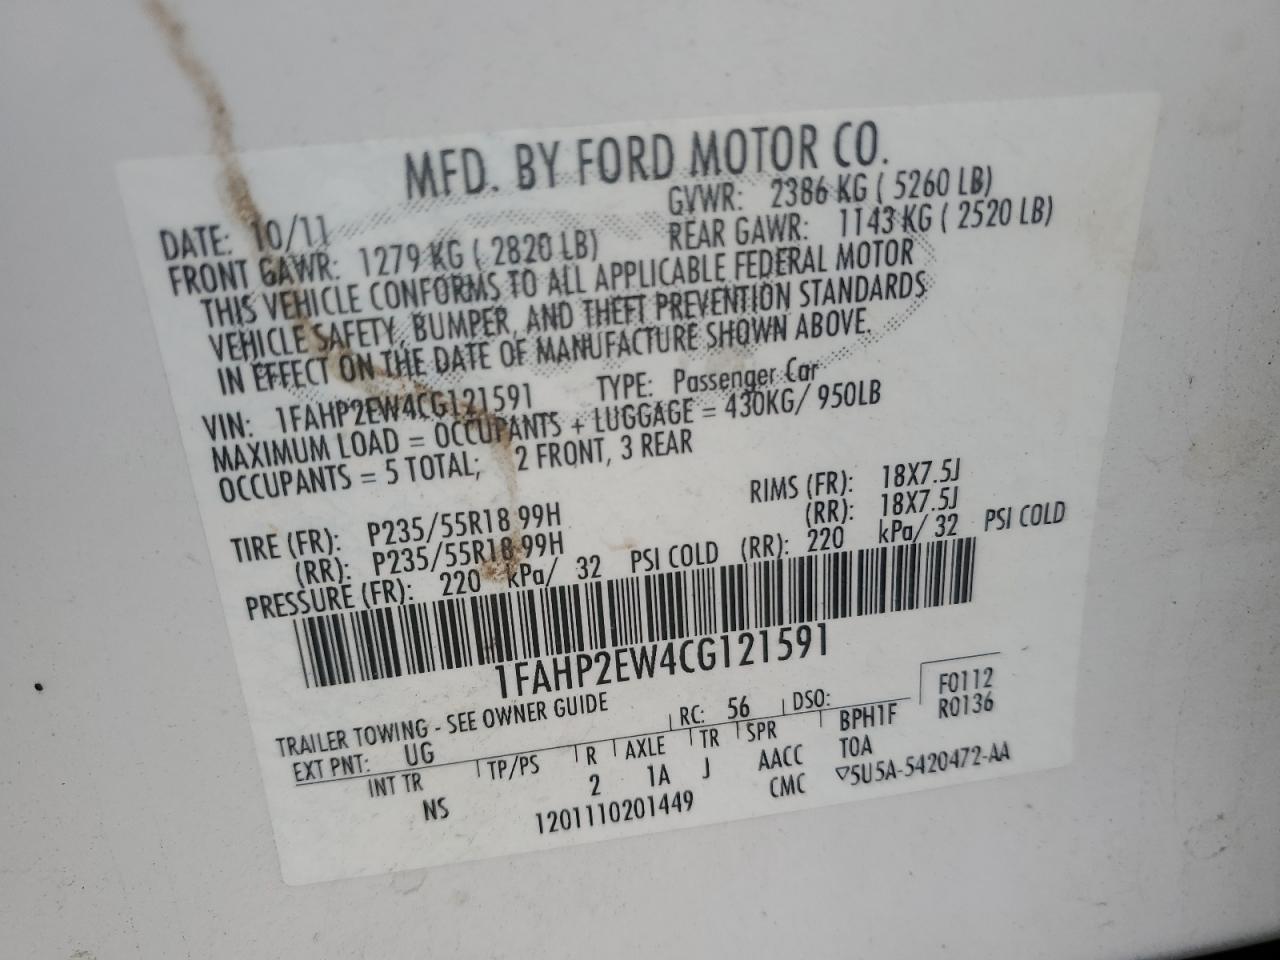 MFD. BY FORD MOTOR CO.
DATE: 10/11 GVWR: 2386 KG ( 5260 LB)
FRONT GAWR: 1279 KG ( 2820 LB) REAR GAWR: 1143 KG ( 2520 LB)
THIS VEHICLE CONFORMS TO ALL APPLICABLE FEDERAL MOTOR
VEHICLE SAFETY, BUMPER, AND THEFT PREVENTION STANDARDS
IN EFFECT ON THE DATE OF MANUFACTURE SHOWN ABOVE.
VIN: 1FAHP2EW4CG121591 TYPE: Passenger Car
MAXIMUM LOAD = OCCUPANTS + LUGGAGE = 430KG/ 950LB
OCCUPANTS = 5 TOTAL; 2 FRONT, 3 REAR
TIRE (FR): P235/55R18 99H RIMS (FR): 18X7.5J
(RR): P235/55R18 99H (RR): 18X7.5J
PRESSURE (FR): 220 kPa/ 32 PSI COLD (RR): 220 kPa/ 32 PSI COLD
1FAHP2EW4CG121591
TRAILER TOWING - SEE OWNER GUIDE
EXT PNT: UG RC: 56 DSO: F0112
INT TR TP/PS R AXLE TR SPR BPH1F R0136
NS 2 1A J AACC TOA
1201110201449 CMC ▽5U5A-5420472-AA